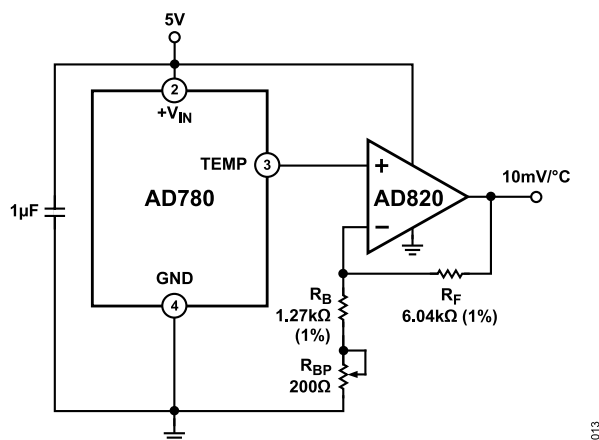 5V
2
+VIN
TEMP
3
+
10mV/°C
AD780
AD820
1µF
−
GND
4
RB
1.27kΩ
(1%)
RF
6.04kΩ (1%)
RBP
200Ω
013